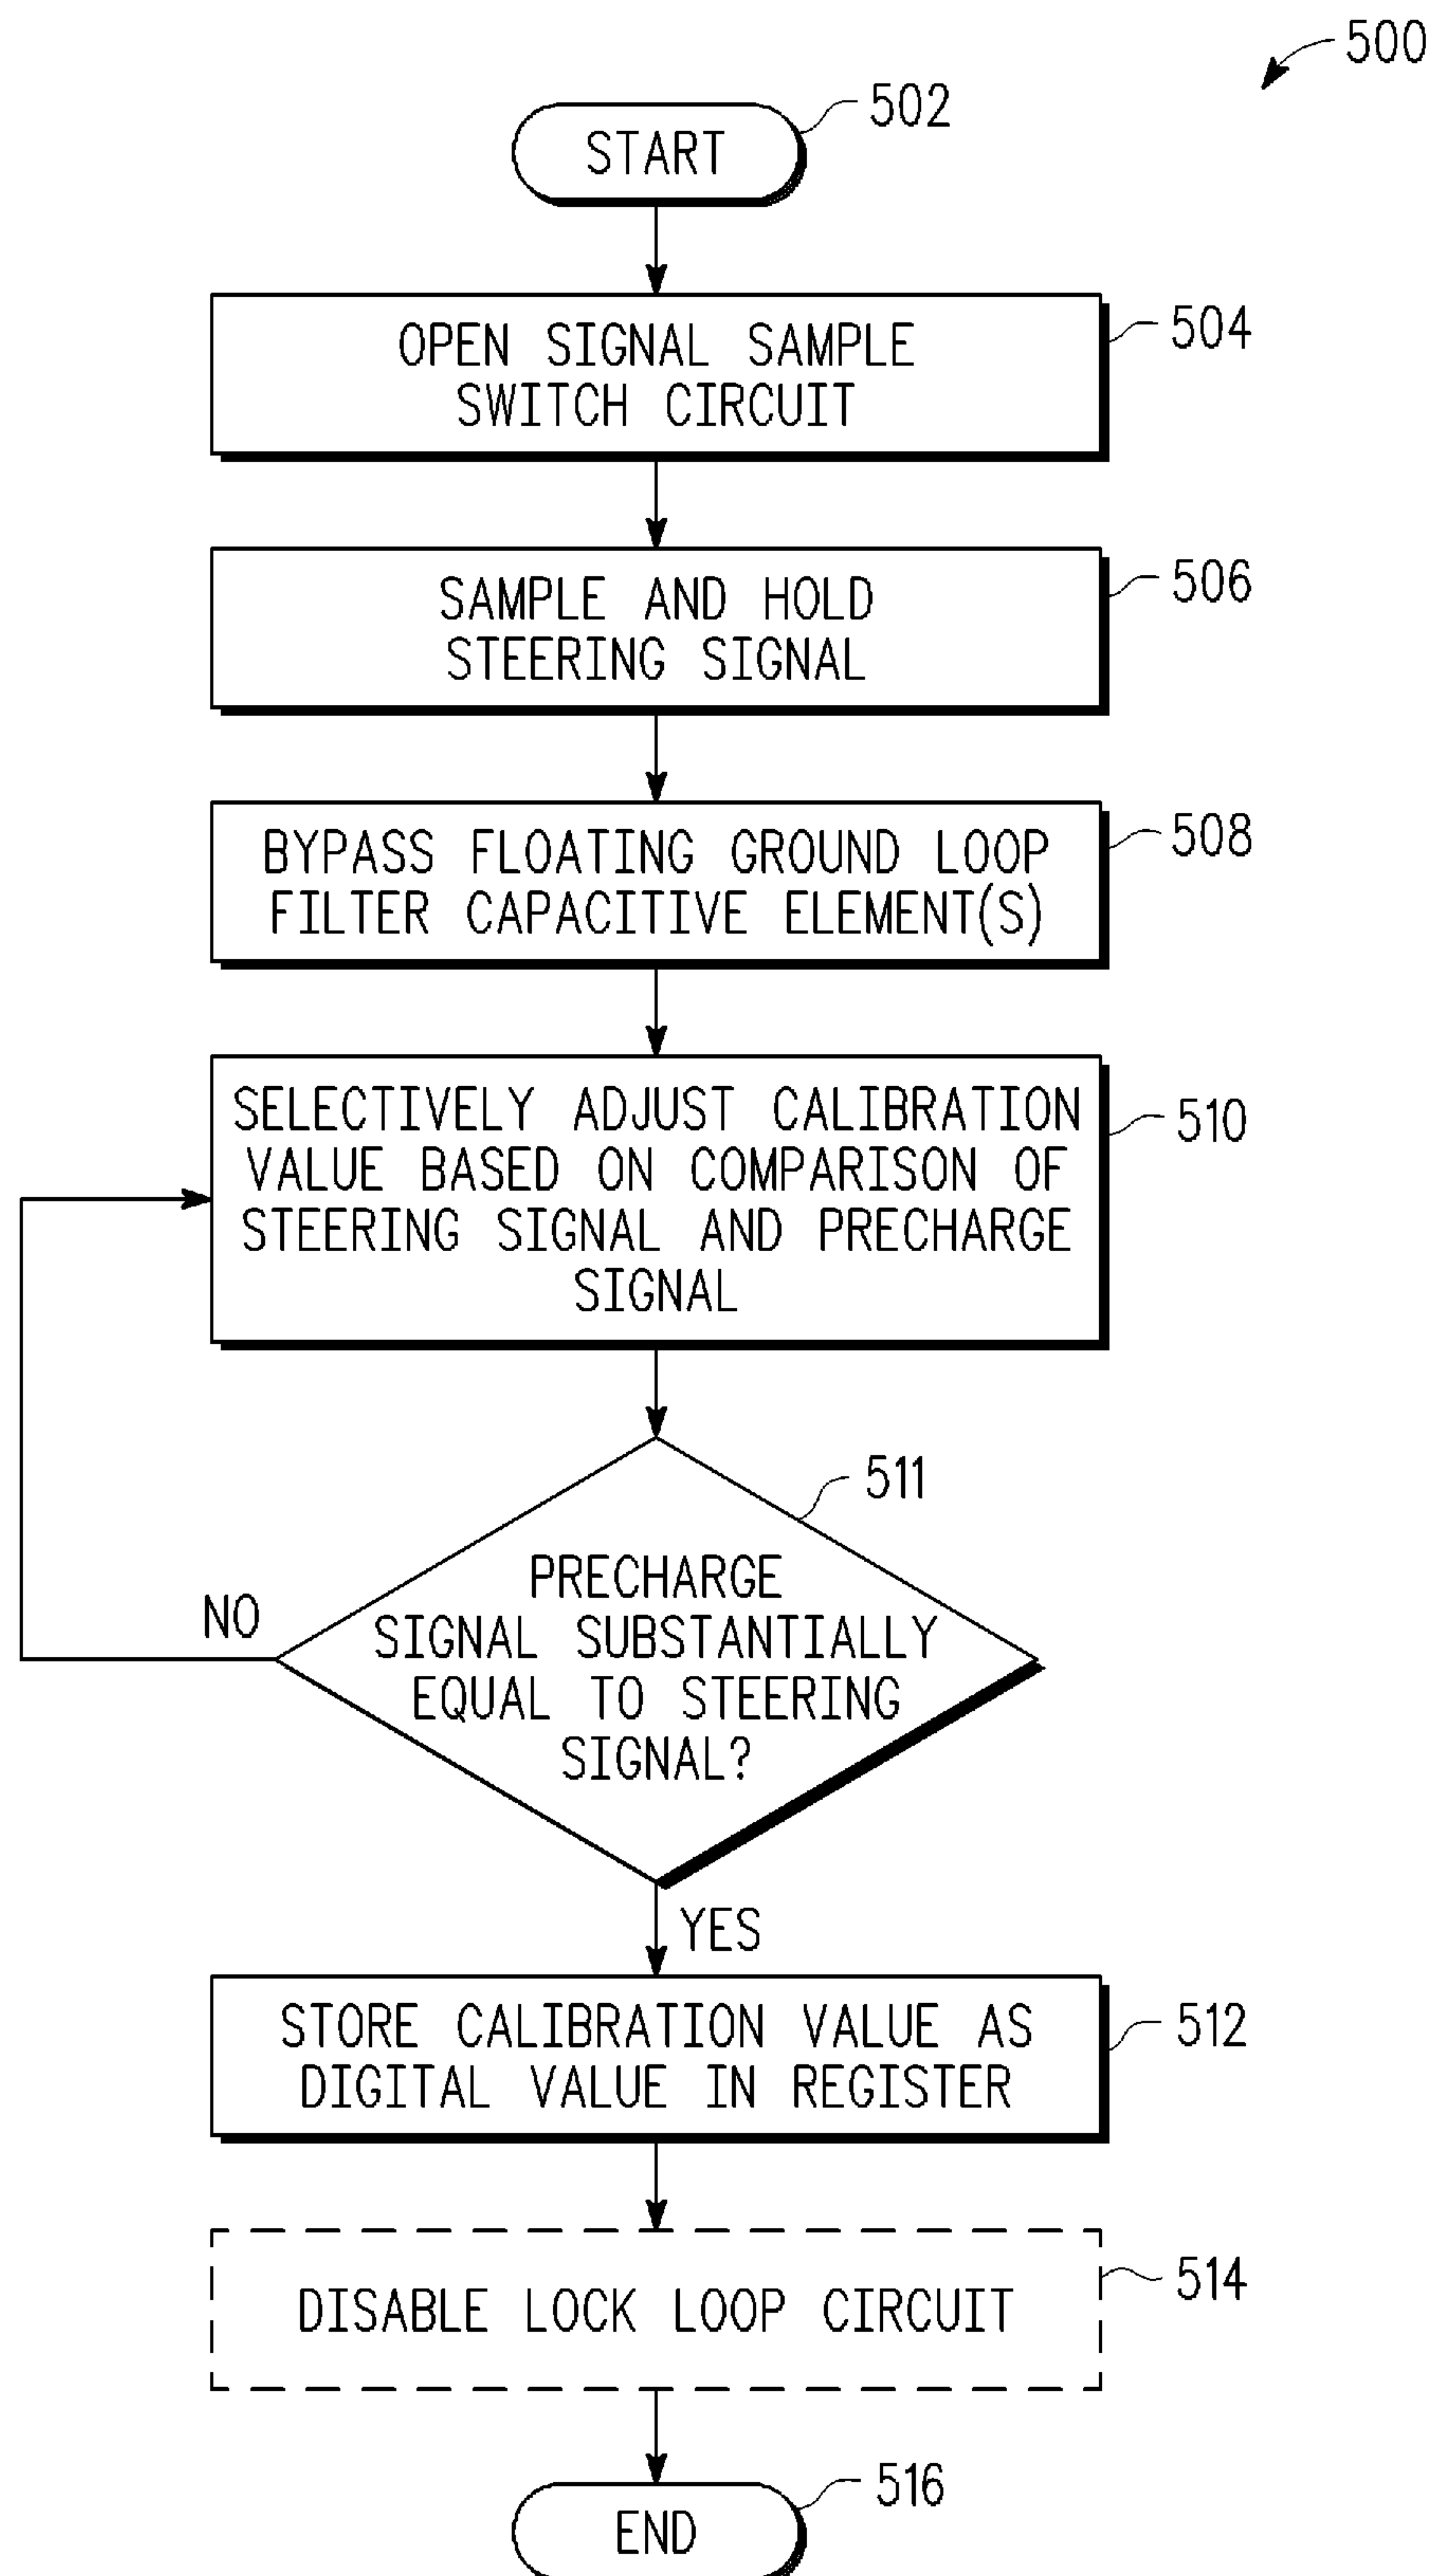 500
START
502
OPEN SIGNAL SAMPLE
SWITCH CIRCUIT
504
SAMPLE AND HOLD
STEERING SIGNAL
506
BYPASS FLOATING GROUND LOOP
FILTER CAPACITIVE ELEMENT(S)
508
SELECTIVELY ADJUST CALIBRATION
VALUE BASED ON COMPARISON OF
STEERING SIGNAL AND PRECHARGE
SIGNAL
510
511
PRECHARGE
SIGNAL SUBSTANTIALLY
EQUAL TO STEERING
SIGNAL?
NO
YES
STORE CALIBRATION VALUE AS
DIGITAL VALUE IN REGISTER
512
DISABLE LOCK LOOP CIRCUIT
514
END
516